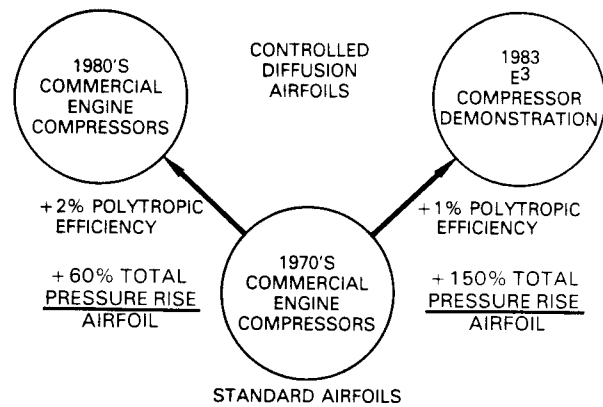 1980'S
COMMERCIAL
ENGINE
COMPRESSORS
CONTROLLED
DIFFUSION
AIRFOILS
1983
E3
COMPRESSOR
DEMONSTRATION
+2% POLYTROPIC
EFFICIENCY
+60% TOTAL
PRESSURE RISE
AIRFOIL
1970'S
COMMERCIAL
ENGINE
COMPRESSORS
+1% POLYTROPIC
EFFICIENCY
+150% TOTAL
PRESSURE RISE
AIRFOIL
STANDARD AIRFOILS